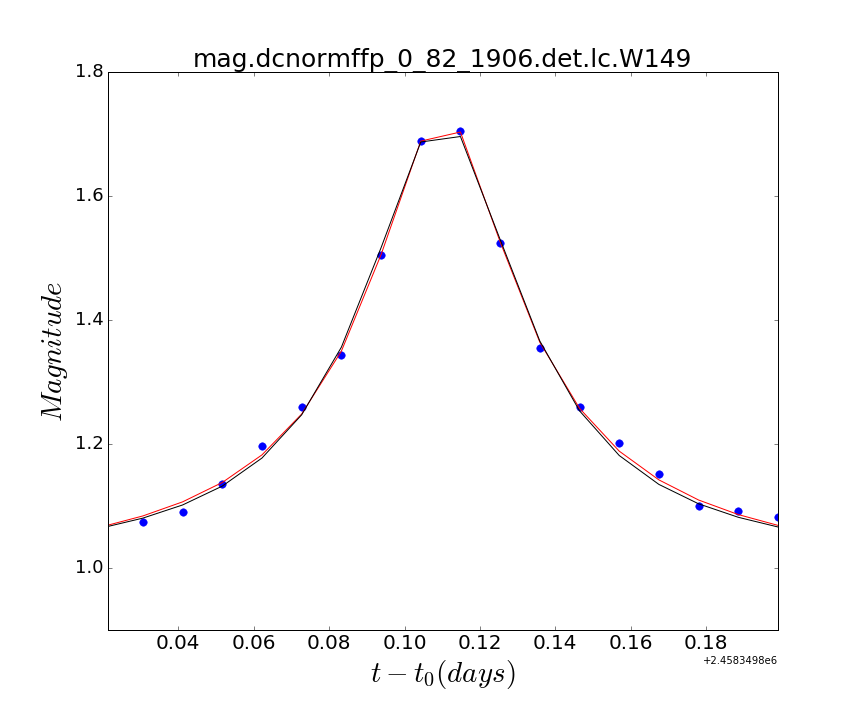 mag.dcnormffp_0_82_1906.det.lc.W149
1.8
1.6
1.4
1.2
1.0
Magnitude
0.04 0.06 0.08 0.10 0.12 0.14 0.16 0.18
+2.4583498e6
t − t₀(days)